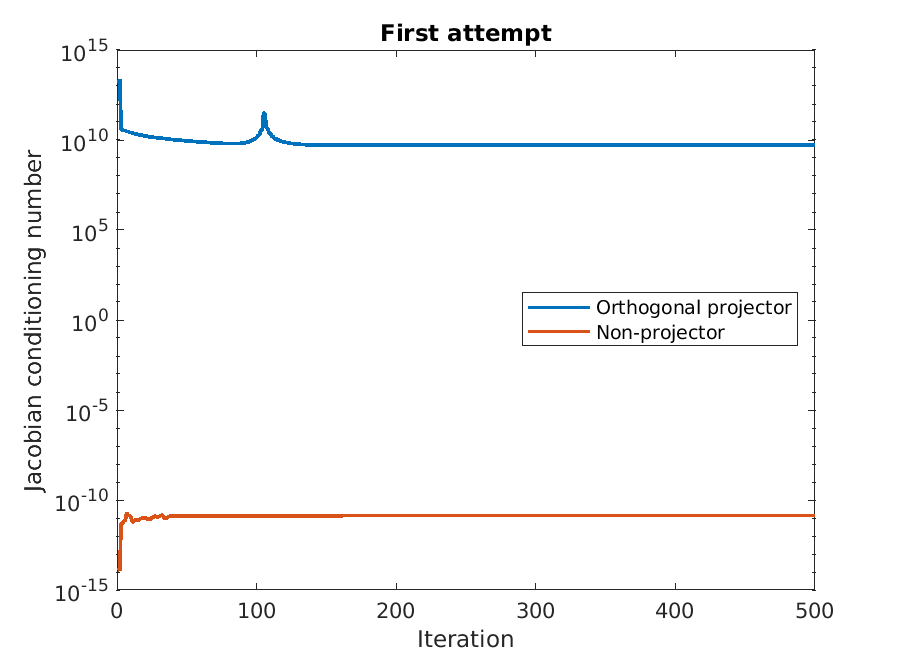 First attempt
10^15
10^10
10^5
10^0
10^-5
10^-10
10^-15
Jacobian conditioning number
Orthogonal projector
Non-projector
0 100 200 300 400 500
Iteration